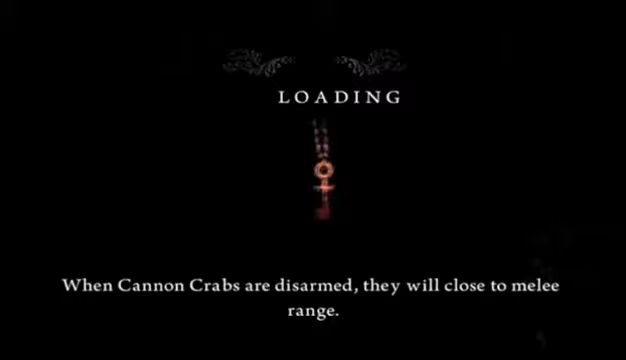 LOADING
When Cannon Crabs are disarmed, they will close to melee
range.